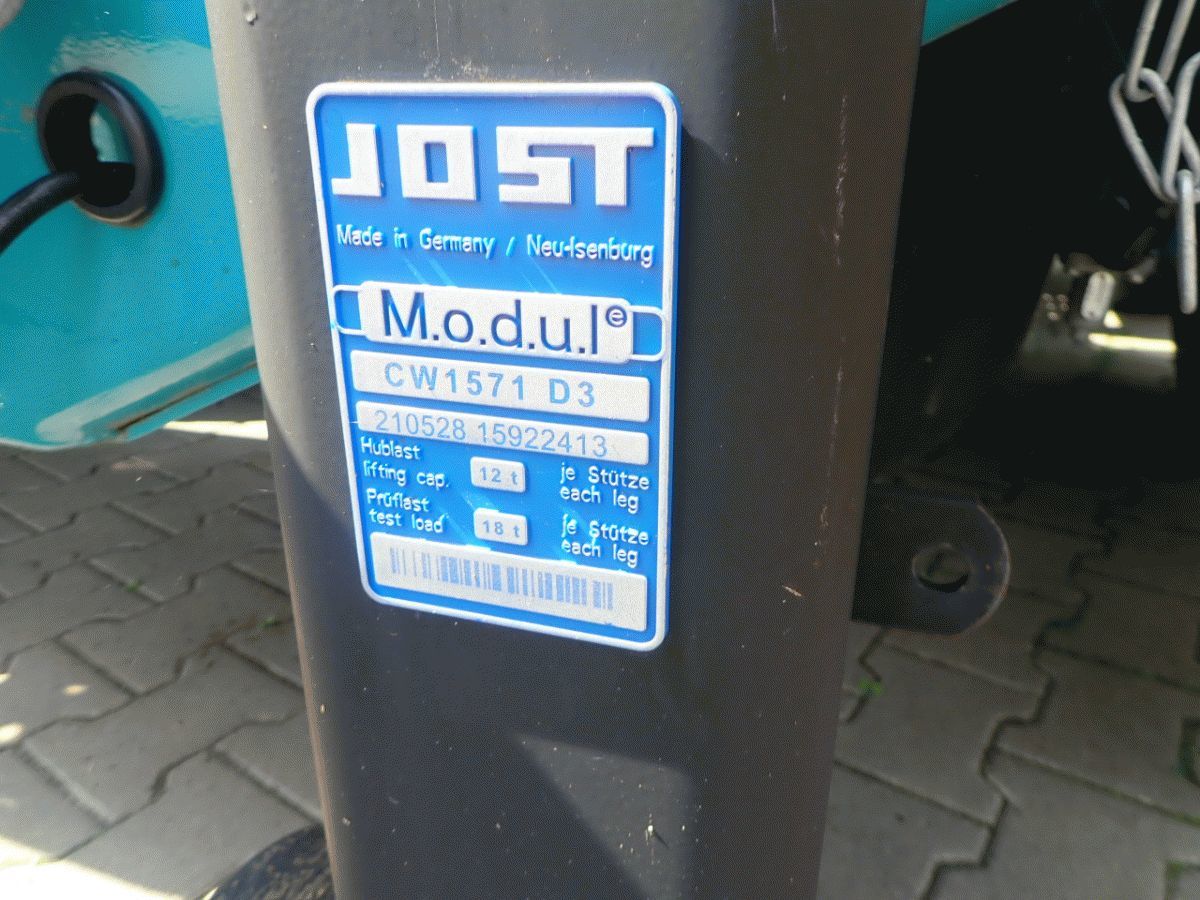 JOST
Made in Germany / Neu-Isenburg
M.o.d.u.l e
CW1571 D3
210528 15922413
Hublast
lifting cap. 12 t je Stütze
each leg
Prüflast
test load 18 t je Stütze
each leg